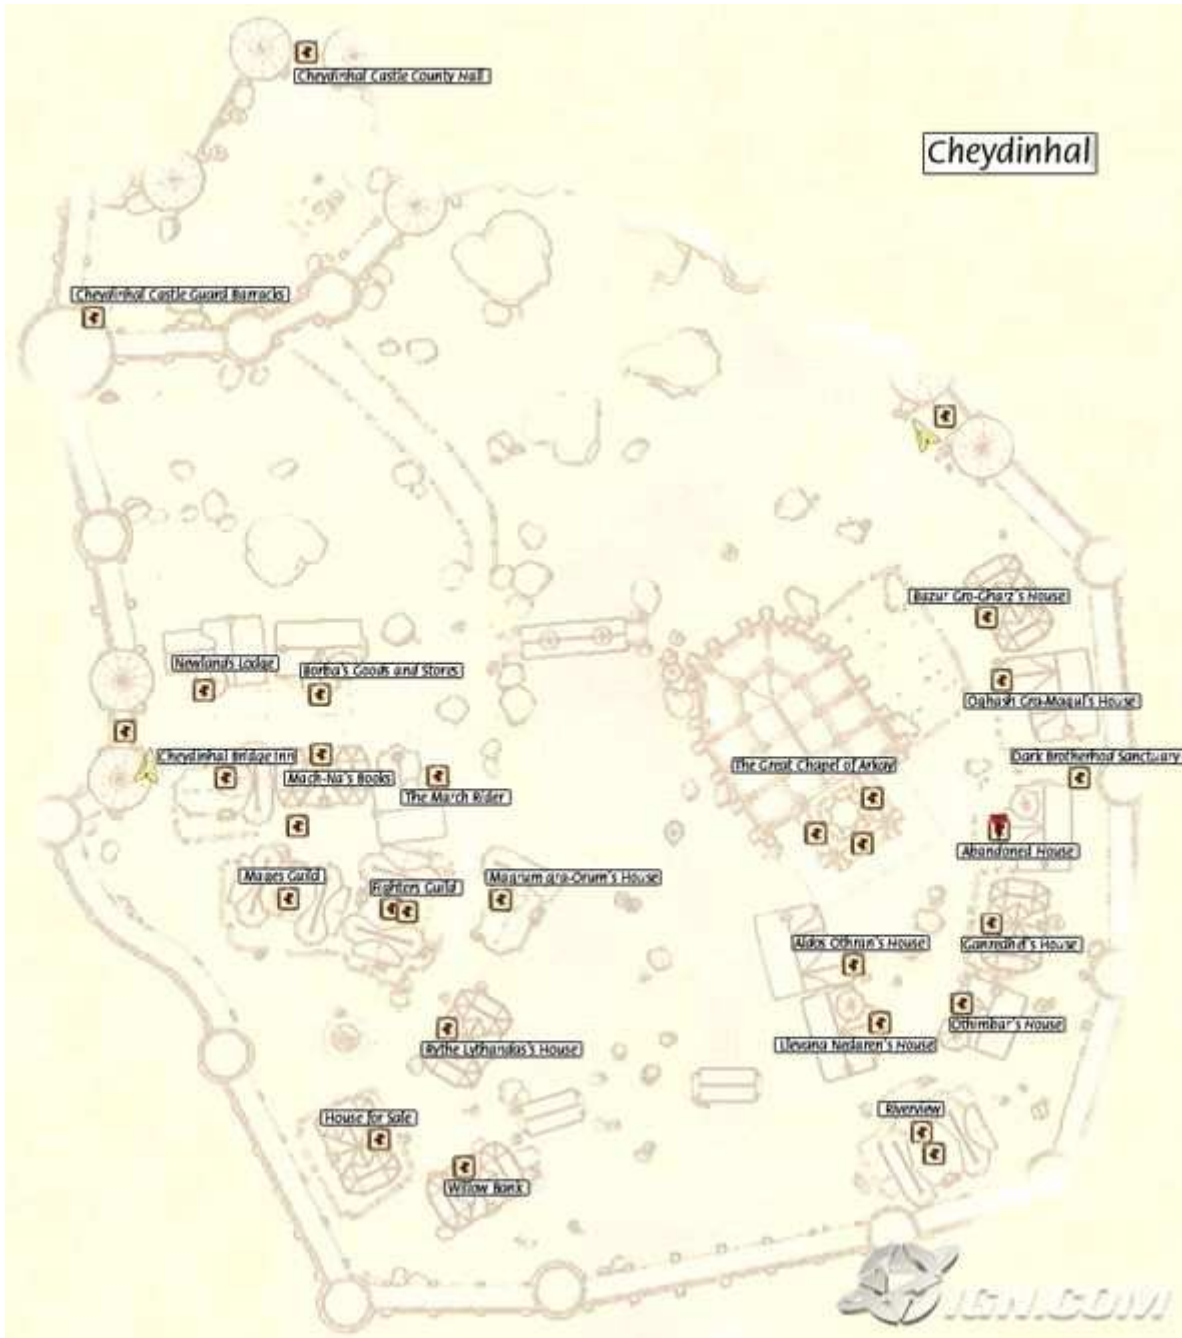 Cheydinhal Castle County Hall
Cheydinhal
Cheydinhal Castle Guard Barracks
Bazur Gro-Gharz's House
Newlands Lodge
Borba's Goods and Stores
Oghash Gra-Magul's House
Cheydinhal Bridge Inn
Mach-Na's Books
The March Rider
The Great Chapel of Arkay
Dark Brotherhod Sanctuary
Abandoned House
Mages Guild
Fighters Guild
Magrum gra-Orum's House
Aldos Othran's House
Ganredhel's House
Llevana Nedaren's House
Othimbar's House
Rythe Lythandas's House
House for Sale
Riverview
Willow Bank
IGN.COM